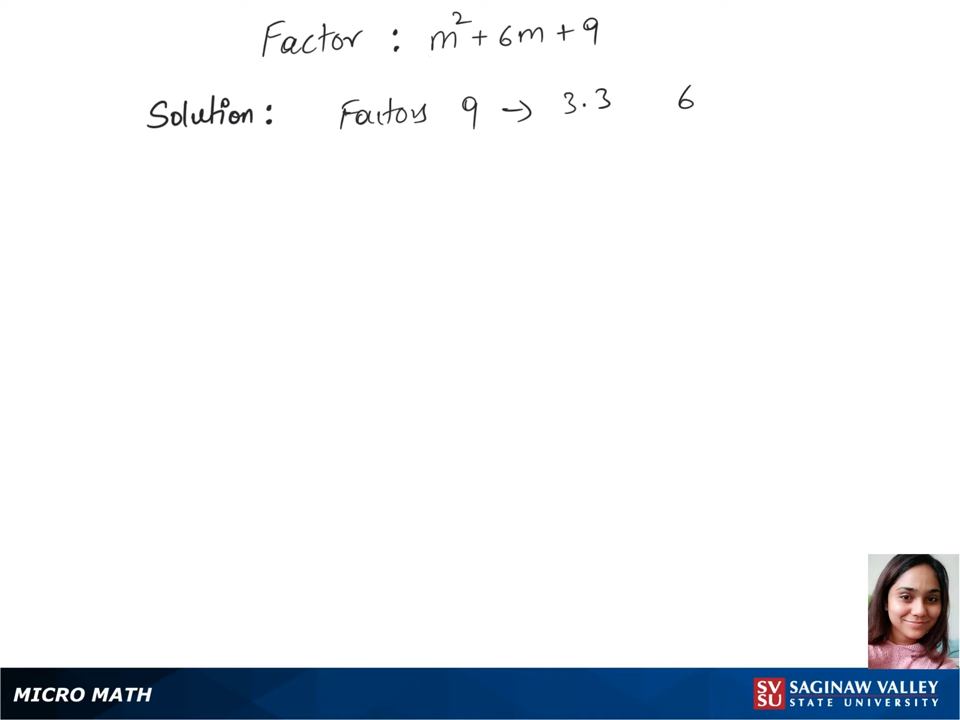 Factor : m² + 6m + 9
Solution : Factors 9 → 3.3 6
MICRO MATH
SV SU SAGINAW VALLEY STATE UNIVERSITY